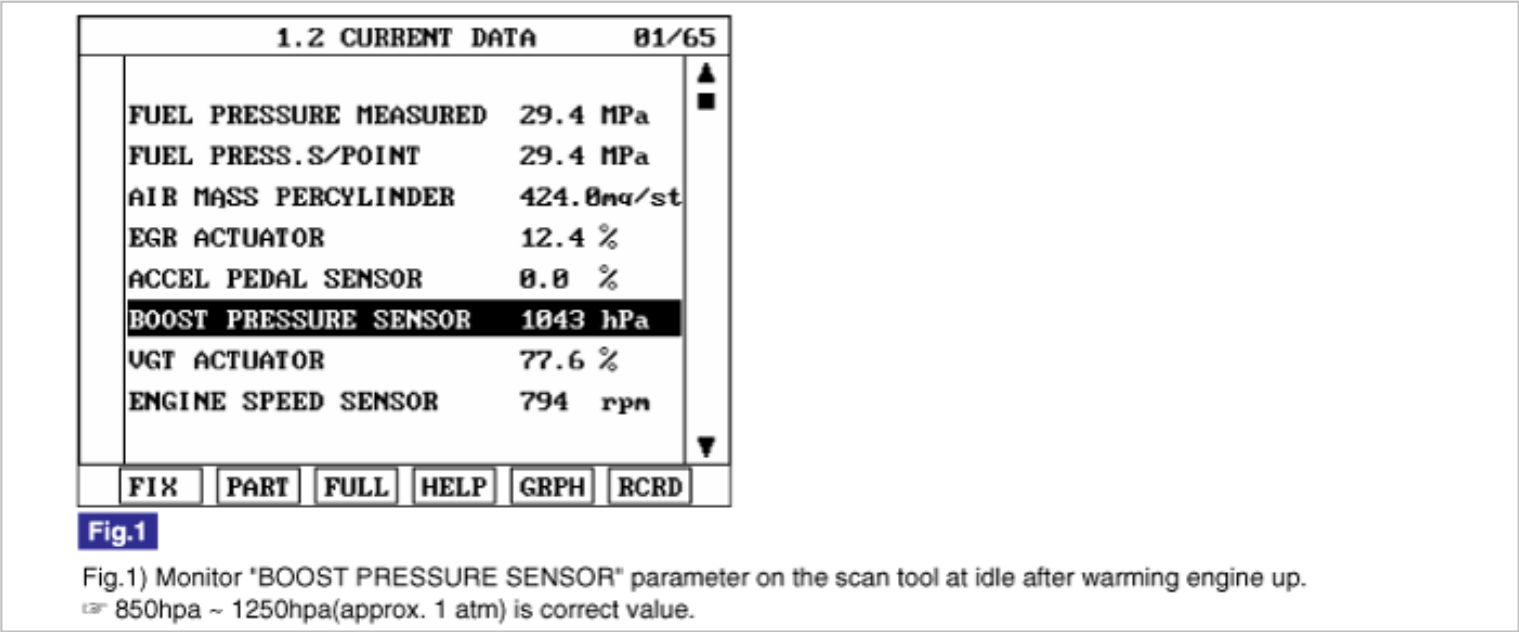 1.2 CURRENT DATA 01/65
FUEL PRESSURE MEASURED 29.4 MPa
FUEL PRESS.S/POINT 29.4 MPa
AIR MASS PERCYLINDER 424.0mg/st
EGR ACTUATOR 12.4 %
ACCEL PEDAL SENSOR 0.0 %
BOOST PRESSURE SENSOR 1043 hPa
VGT ACTUATOR 77.6 %
ENGINE SPEED SENSOR 794 rpm
FIX PART FULL HELP GRPH RCRD
Fig.1
Fig.1) Monitor "BOOST PRESSURE SENSOR" parameter on the scan tool at idle after warming engine up.
☞ 850hpa ~ 1250hpa(approx. 1 atm) is correct value.